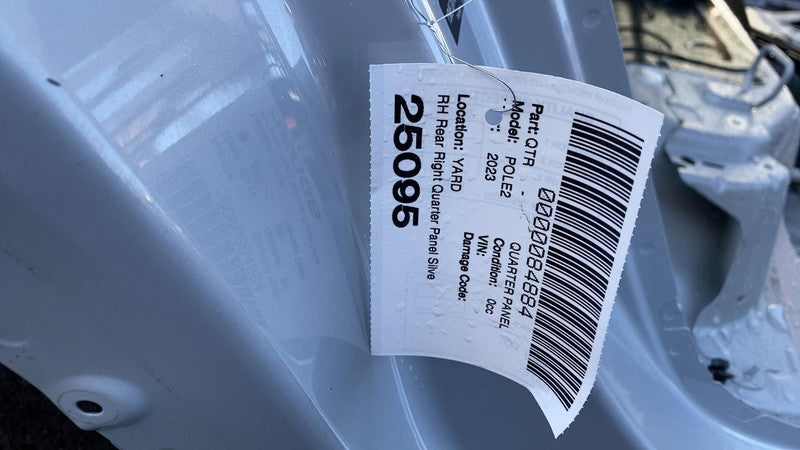 0000084884
Part: QTR - QUARTER PANEL
Model: POLE2 Condition: 0cc
2023 VIN:
Damage Code:
Location: YARD
RH Rear Right Quarter Panel Silve
25095